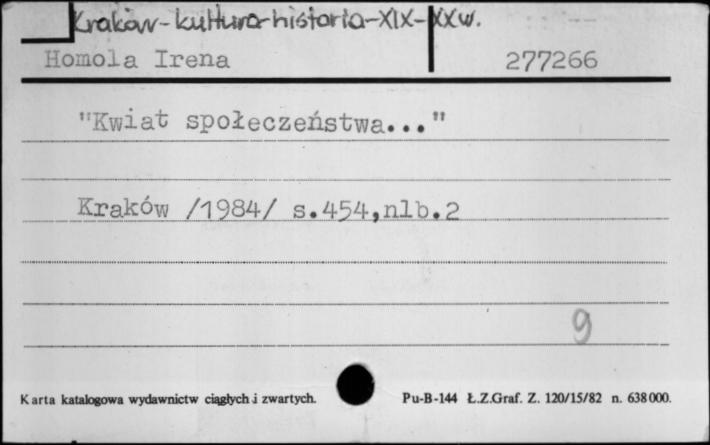 Kraków-kultura-historia-XIX-XXw.
Homola Irena 277266
"Kwiat społeczeństwa..."
Kraków /1984/ s.454,nlb.2
9
Karta katalogowa wydawnictw ciągłych i zwartych. Pu-B-144 Ł.Z.Graf. Z. 120/15/82 n. 638000.